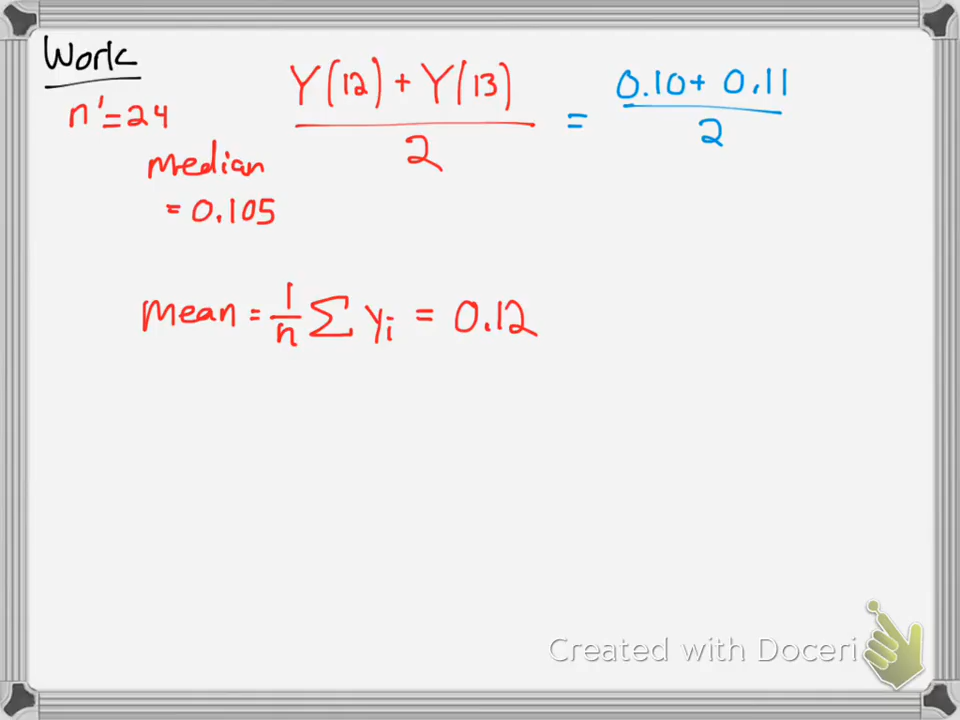 Work
n'=24
Y(12) + Y(13) / 2 = 0.10+ 0.11 / 2
median
= 0.105
Mean = 1/n ∑ yi = 0.12
Created with Doceri